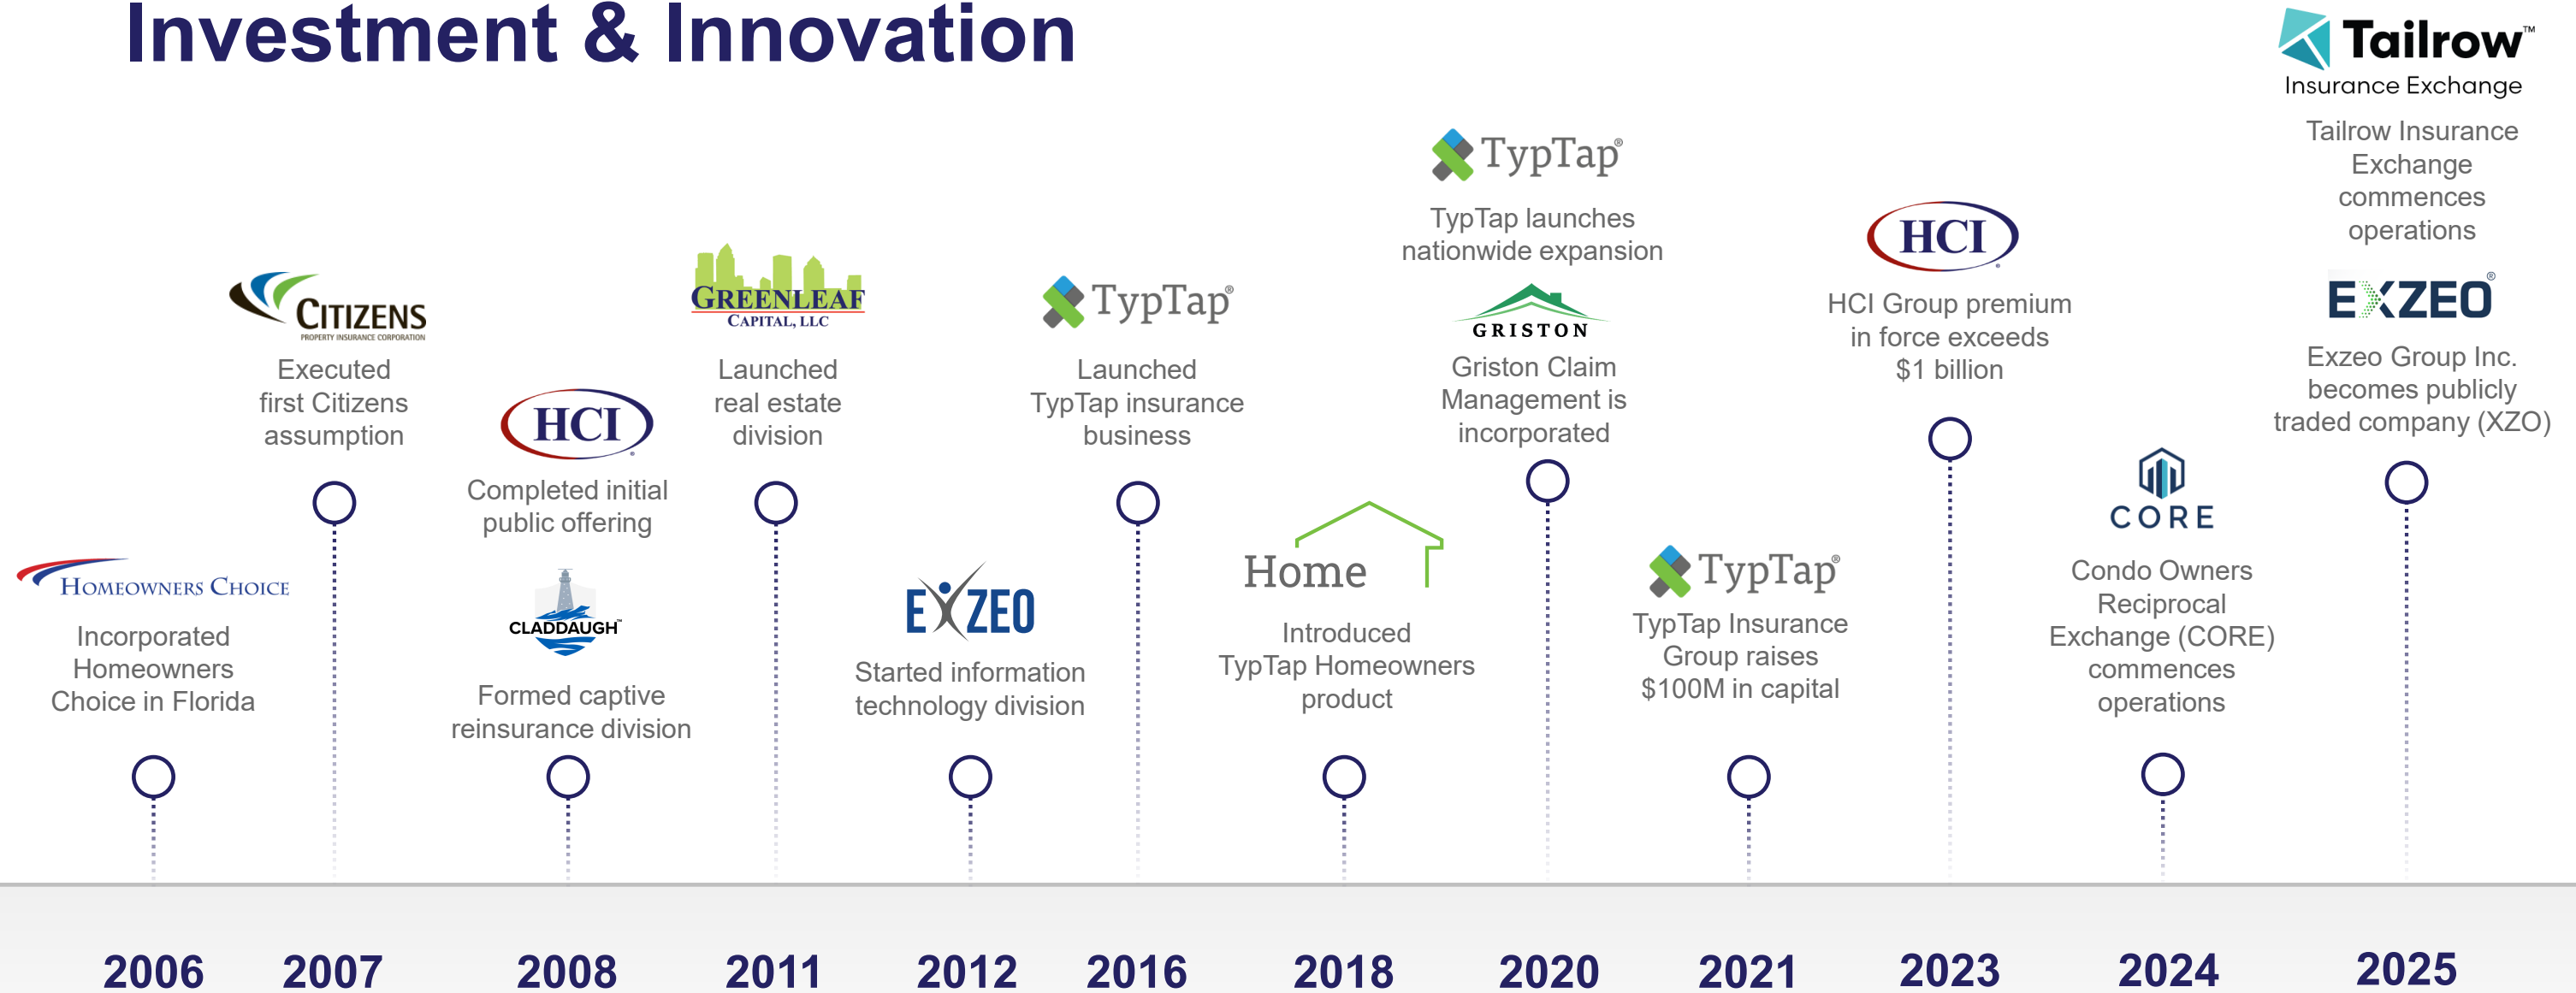 Investment & Innovation
HOMEOWNERS CHOICE
Incorporated
Homeowners
Choice in Florida
CITIZENS
PROPERTY INSURANCE CORPORATION
Executed
first Citizens
assumption
HCI®
Completed initial
public offering
CLADDAUGH™
Formed captive
reinsurance division
GREENLEAF
CAPITAL, LLC
Launched
real estate
division
EXZEO
Started information
technology division
TypTap®
Launched
TypTap insurance
business
Home
Introduced
TypTap Homeowners
product
TypTap®
TypTap launches
nationwide expansion
GRISTON
Griston Claim
Management is
incorporated
TypTap®
TypTap Insurance
Group raises
$100M in capital
HCI®
HCI Group premium
in force exceeds
$1 billion
CORE
Condo Owners
Reciprocal
Exchange (CORE)
commences
operations
Tailrow™
Insurance Exchange
Tailrow Insurance
Exchange
commences
operations
EXZEO®
Exzeo Group Inc.
becomes publicly
traded company (XZO)
2006 2007 2008 2011 2012 2016 2018 2020 2021 2023 2024 2025